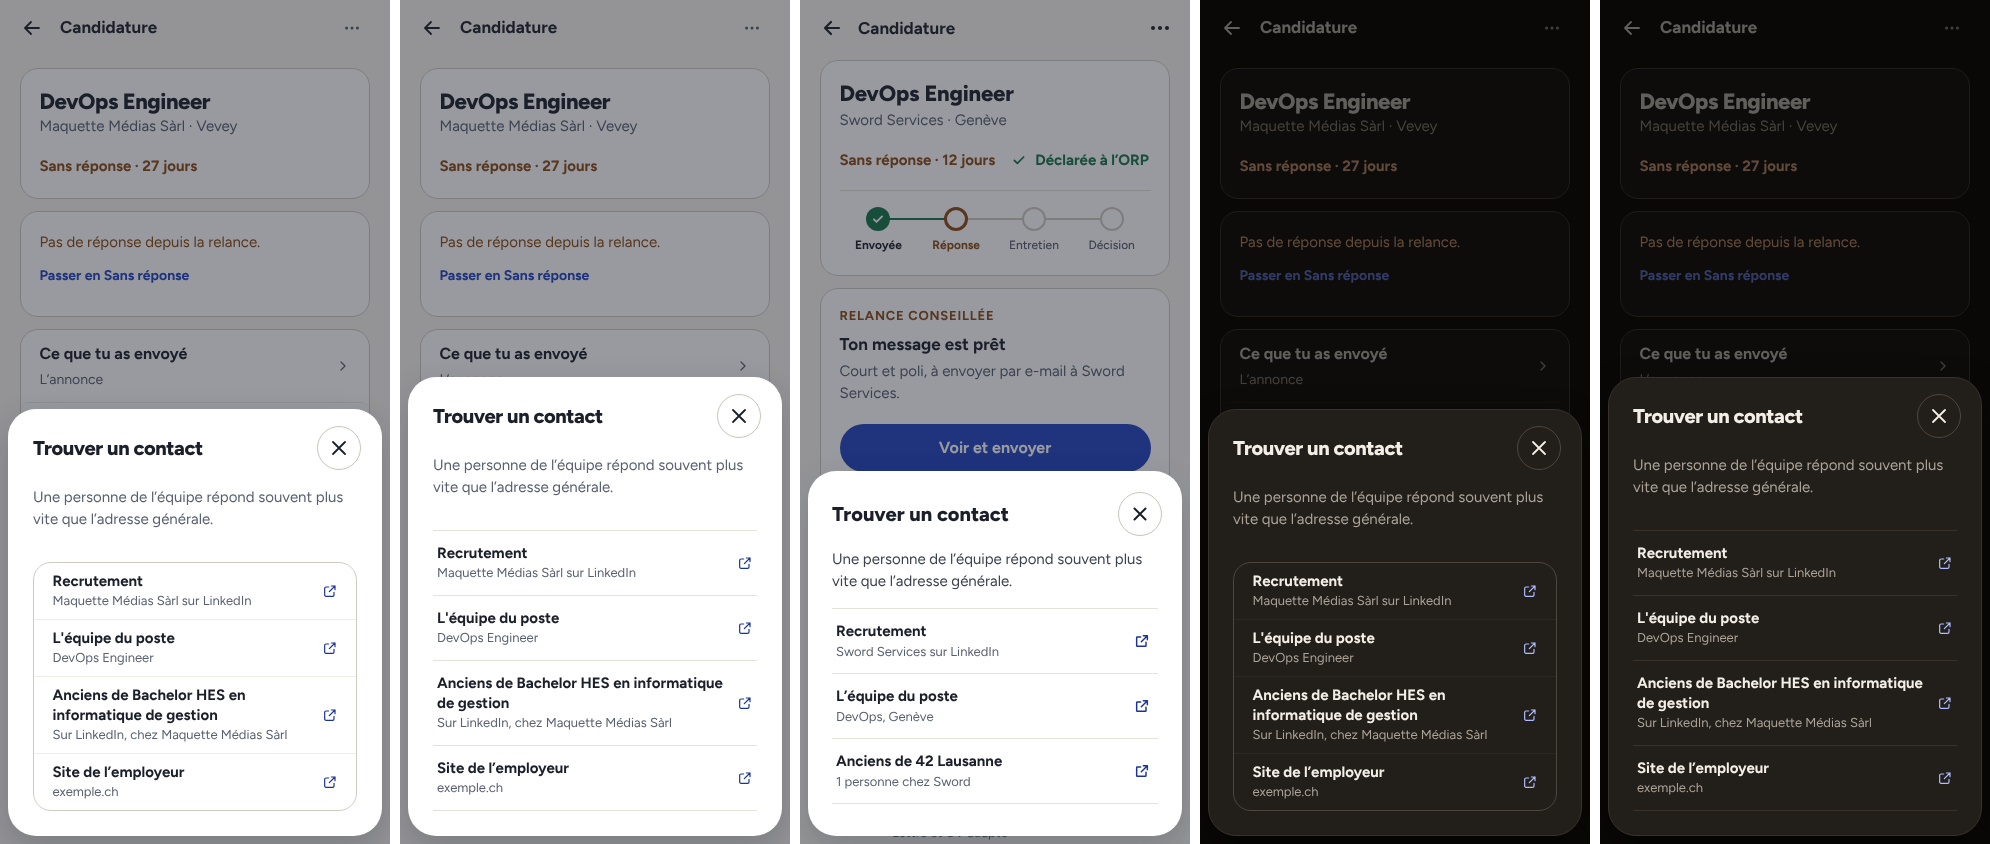 Candidature
DevOps Engineer
Maquette Médias Sàrl · Vevey
Sans réponse · 27 jours
Pas de réponse depuis la relance.
Passer en Sans réponse
Ce que tu as envoyé
L’annonce
Trouver un contact
Une personne de l’équipe répond souvent plus
vite que l’adresse générale.
Recrutement
Maquette Médias Sàrl sur LinkedIn
L'équipe du poste
DevOps Engineer
Anciens de Bachelor HES en
informatique de gestion
Sur LinkedIn, chez Maquette Médias Sàrl
Site de l’employeur
exemple.ch
Candidature
DevOps Engineer
Maquette Médias Sàrl · Vevey
Sans réponse · 27 jours
Pas de réponse depuis la relance.
Passer en Sans réponse
Ce que tu as envoyé
Trouver un contact
Une personne de l’équipe répond souvent plus
vite que l’adresse générale.
Recrutement
Maquette Médias Sàrl sur LinkedIn
L'équipe du poste
DevOps Engineer
Anciens de Bachelor HES en informatique
de gestion
Sur LinkedIn, chez Maquette Médias Sàrl
Site de l’employeur
exemple.ch
Candidature
DevOps Engineer
Sword Services · Genève
Sans réponse · 12 jours Déclarée à l’ORP
Envoyée Réponse Entretien Décision
RELANCE CONSEILLÉE
Ton message est prêt
Court et poli, à envoyer par e-mail à Sword
Services.
Voir et envoyer
Trouver un contact
Une personne de l’équipe répond souvent plus
vite que l’adresse générale.
Recrutement
Sword Services sur LinkedIn
L’équipe du poste
DevOps, Genève
Anciens de 42 Lausanne
1 personne chez Sword
Candidature
DevOps Engineer
Maquette Médias Sàrl · Vevey
Sans réponse · 27 jours
Pas de réponse depuis la relance.
Passer en Sans réponse
Ce que tu as envoyé
L’annonce
Trouver un contact
Une personne de l’équipe répond souvent plus
vite que l’adresse générale.
Recrutement
Maquette Médias Sàrl sur LinkedIn
L'équipe du poste
DevOps Engineer
Anciens de Bachelor HES en
informatique de gestion
Sur LinkedIn, chez Maquette Médias Sàrl
Site de l’employeur
exemple.ch
Candidature
DevOps Engineer
Maquette Médias Sàrl · Vevey
Sans réponse · 27 jours
Pas de réponse depuis la relance.
Passer en Sans réponse
Ce que tu as envoyé
Trouver un contact
Une personne de l’équipe répond souvent plus
vite que l’adresse générale.
Recrutement
Maquette Médias Sàrl sur LinkedIn
L'équipe du poste
DevOps Engineer
Anciens de Bachelor HES en informatique
de gestion
Sur LinkedIn, chez Maquette Médias Sàrl
Site de l’employeur
exemple.ch